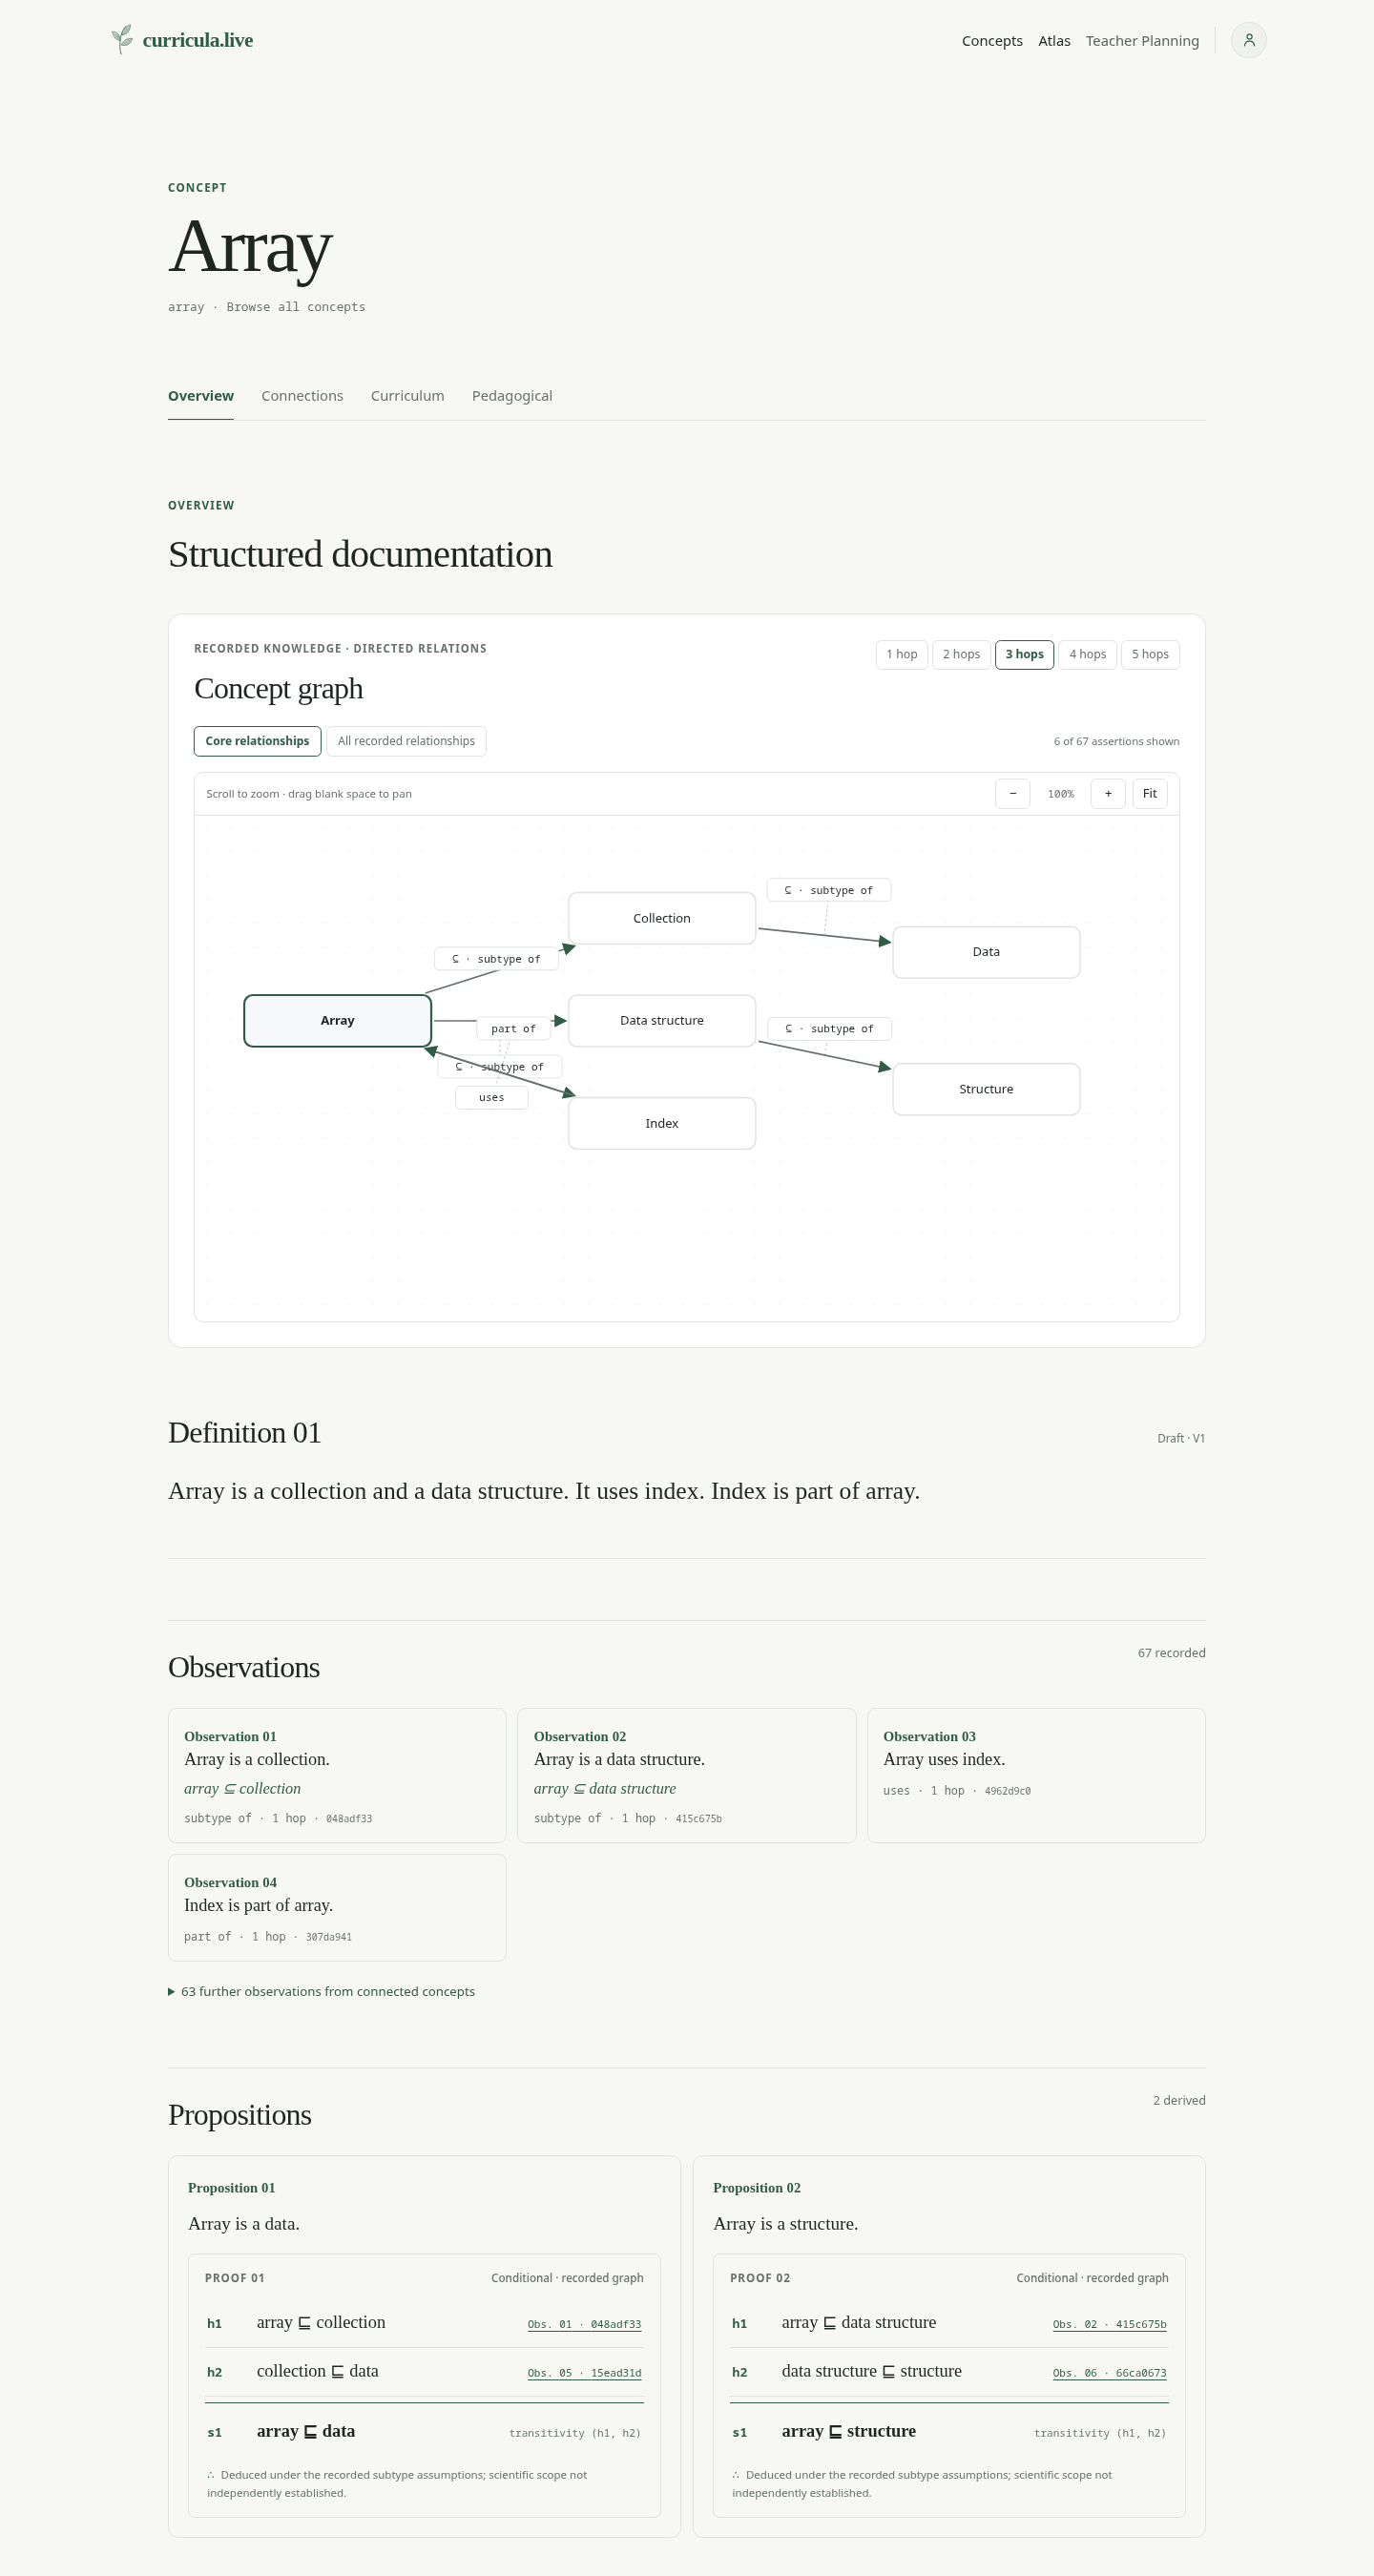 curricula.live
Concepts Atlas Teacher Planning
CONCEPT
Array
array · Browse all concepts
Overview Connections Curriculum Pedagogical
OVERVIEW
Structured documentation
RECORDED KNOWLEDGE · DIRECTED RELATIONS
1 hop 2 hops 3 hops 4 hops 5 hops
Concept graph
Core relationships All recorded relationships
6 of 67 assertions shown
Scroll to zoom · drag blank space to pan
− 100% + Fit
⊆ · subtype of
Collection
Data
⊆ · subtype of
Array
Data structure
part of
⊆ · subtype of
⊆ · subtype of
Structure
uses
Index
Definition 01
Draft · V1
Array is a collection and a data structure. It uses index. Index is part of array.
Observations
67 recorded
Observation 01
Array is a collection.
array ⊆ collection
subtype of · 1 hop · 048adf33
Observation 02
Array is a data structure.
array ⊆ data structure
subtype of · 1 hop · 415c675b
Observation 03
Array uses index.
uses · 1 hop · 4962d9c0
Observation 04
Index is part of array.
part of · 1 hop · 307da941
▶ 63 further observations from connected concepts
Propositions
2 derived
Proposition 01
Array is a data.
PROOF 01 Conditional · recorded graph
h1 array ⊑ collection Obs. 01 · 048adf33
h2 collection ⊑ data Obs. 05 · 15ead31d
s1 array ⊑ data transitivity (h1, h2)
∴ Deduced under the recorded subtype assumptions; scientific scope not
independently established.
Proposition 02
Array is a structure.
PROOF 02 Conditional · recorded graph
h1 array ⊑ data structure Obs. 02 · 415c675b
h2 data structure ⊑ structure Obs. 06 · 66ca0673
s1 array ⊑ structure transitivity (h1, h2)
∴ Deduced under the recorded subtype assumptions; scientific scope not
independently established.